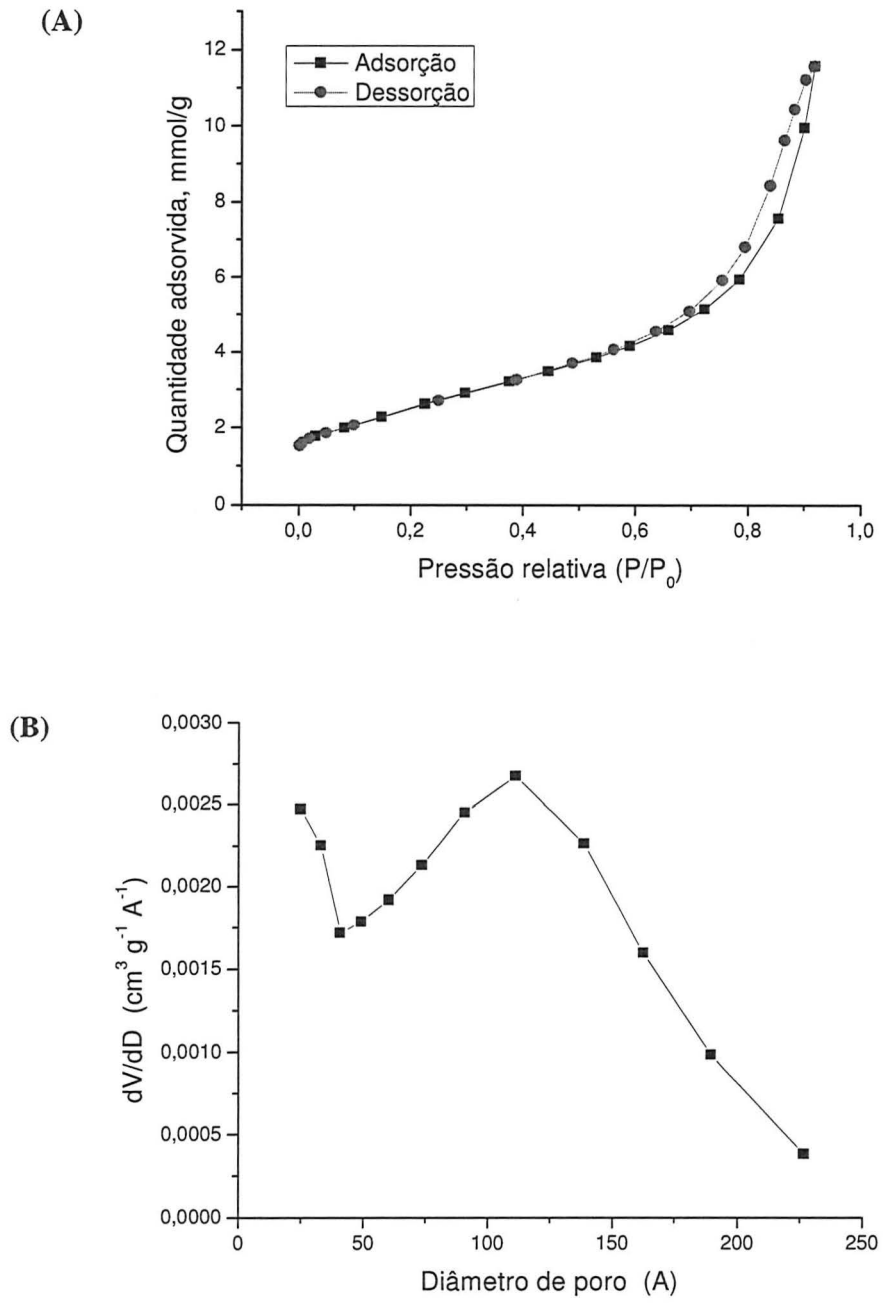 (A)
12
10
8
6
4
2
0
Quantidade adsorvida, mmol/g
Adsorção
Dessorção
0,0 0,2 0,4 0,6 0,8 1,0
Pressão relativa (P/P₀)
(B)
0,0030
0,0025
0,0020
0,0015
0,0010
0,0005
0,0000
dV/dD (cm³ g⁻¹ A⁻¹)
0 50 100 150 200 250
Diâmetro de poro (A)